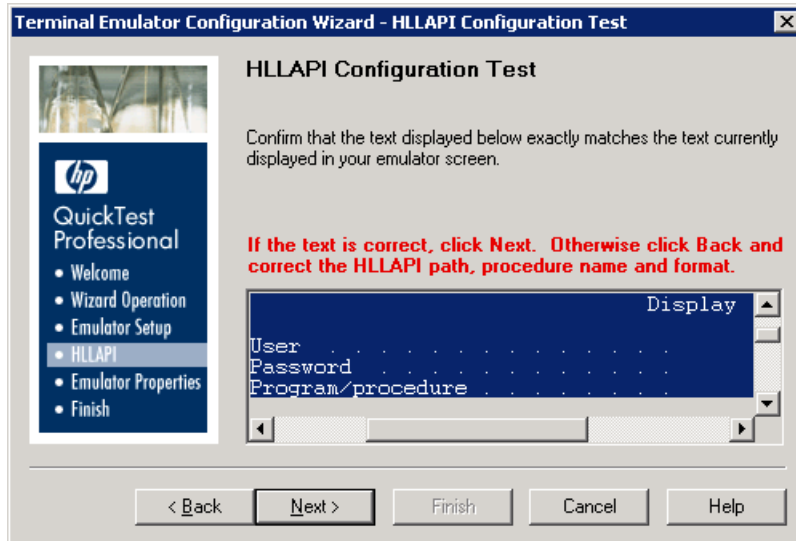 Terminal Emulator Configuration Wizard - HLLAPI Configuration Test
hp
QuickTest
Professional
• Welcome
• Wizard Operation
• Emulator Setup
• HLLAPI
• Emulator Properties
• Finish
HLLAPI Configuration Test
Confirm that the text displayed below exactly matches the text currently
displayed in your emulator screen.
If the text is correct, click Next. Otherwise click Back and
correct the HLLAPI path, procedure name and format.
Display
User . . . . . . . . . . . . . .
Password . . . . . . . . . . . .
Program/procedure . . . . . . . .
< Back
Next >
Finish
Cancel
Help